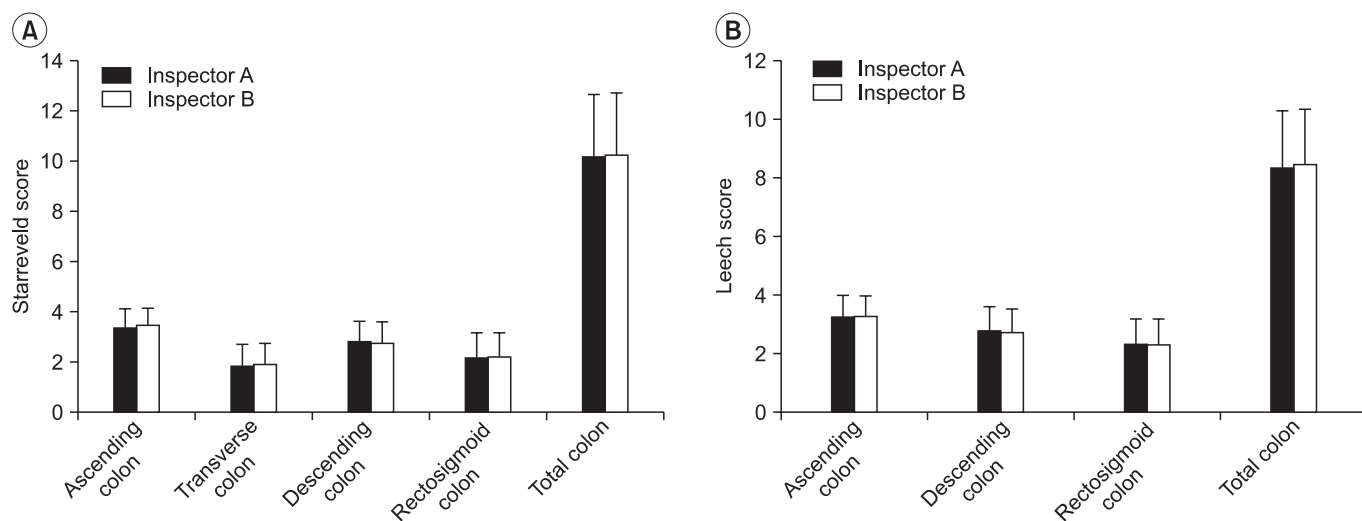 A
Starreveld score
14
12
10
8
6
4
2
0
Inspector A
Inspector B
Ascending
colon
Transverse
colon
Descending
colon
Rectosigmoid
colon
Total colon
B
Leech score
12
10
8
6
4
2
0
Inspector A
Inspector B
Ascending
colon
Descending
colon
Rectosigmoid
colon
Total colon